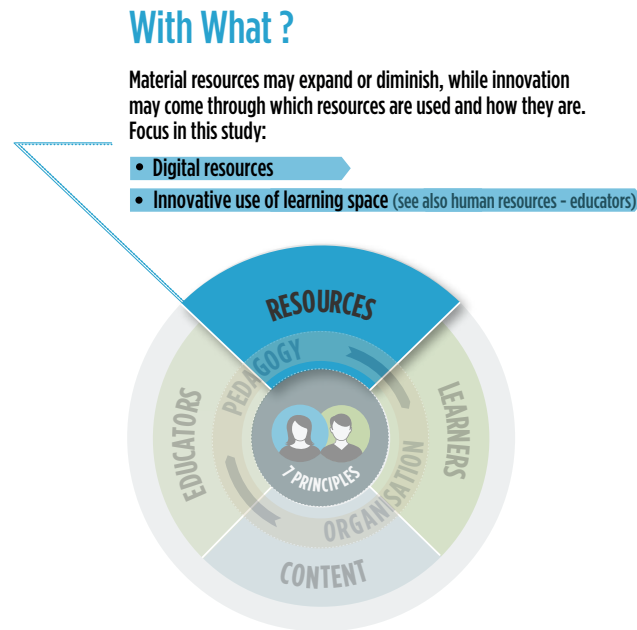 With What ?
Material resources may expand or diminish, while innovation
may come through which resources are used and how they are.
Focus in this study:
• Digital resources
• Innovative use of learning space (see also human resources - educators)
RESOURCES
PEDAGOGY
EDUCATORS
LEARNERS
7 PRINCIPLES
ORGANISATION
CONTENT